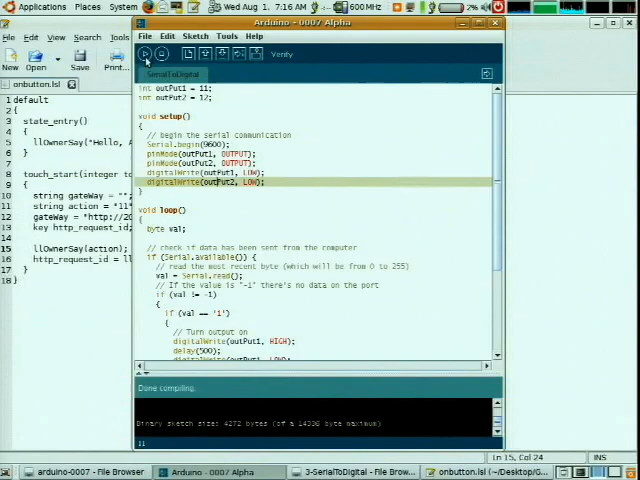 Applications Places System Wed Aug 1, 7:16 AM 600 MHz 2%
Arduino - 0007 Alpha
File Edit View Search Tools
New Open Save Print...
onbutton.lsl
File Edit Sketch Tools Help
Verify
SerialToDigital
1 default
2 {
3 state_entry()
4 {
5 llOwnerSay("Hello,
6 }
7
8 touch_start(integer to
9 {
10 string gateWay = "";
11 string action = "11"
12 gateWay = "http://20
13 key http_request_id;
14
15 llOwnerSay(action);
16 http_request_id = ll
17 }
18 }
int outPut1 = 11;
int outPut2 = 12;
void setup()
{
// begin the serial communication
Serial.begin(9600);
pinMode(outPut1, OUTPUT);
pinMode(outPut2, OUTPUT);
digitalWrite(outPut1, LOW);
digitalWrite(outPut2, LOW);
}
void loop()
{
byte val;
// check if data has been sent from the computer
if (Serial.available()) {
// read the most recent byte (which will be from 0 to 255)
val = Serial.read();
// If the value is "-1" there's no data on the port
if (val != -1)
{
if (val == '1')
{
// Turn output on
digitalWrite(outPut1, HIGH);
delay(500);
digitalWrite(outPut1, LOW);
Done compiling.
Binary sketch size: 4272 bytes (of a 14336 byte maximum)
11
Ln 15, Col 24 INS
arduino-0007 - File Browser
Arduino - 0007 Alpha
3-SerialToDigital - File Brows...
onbutton.lsl (~/Desktop/G...